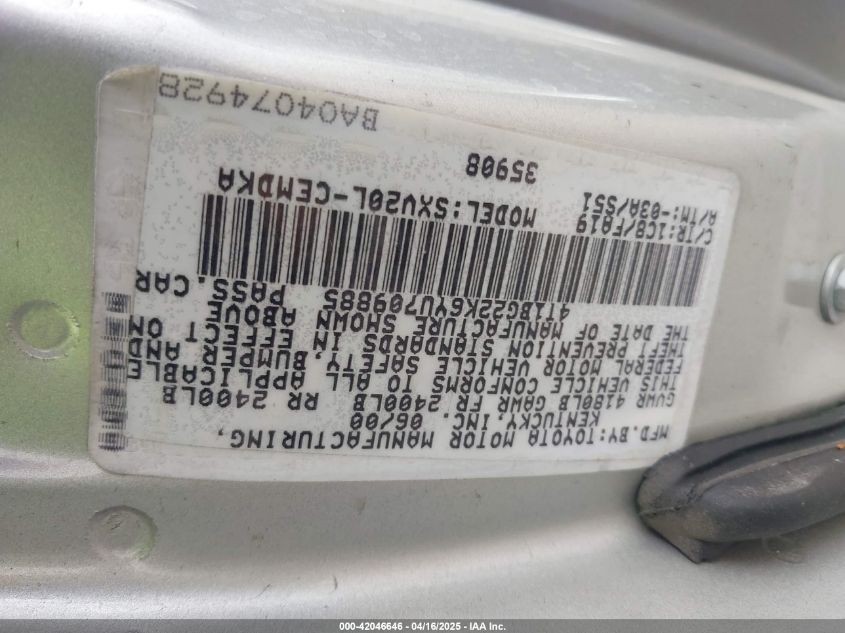 MFD.BY:TOYOTA MOTOR MANUFACTURING,
KENTUCKY, INC. 06/00
GVWR 4180LB GAWR FR 2400LB RR 2400LB
THIS VEHICLE CONFORMS TO ALL APPLICABLE
FEDERAL MOTOR VEHICLE SAFETY, BUMPER AND
THEFT PREVENTION STANDARDS IN EFFECT ON
THE DATE OF MANUFACTURE SHOWN ABOVE
4T1BG22K6YU709885 PASS.CAR
C/TR:1C8/FA19 MODEL:SXV20L-CEMDKA
A/TM:-03A/S51
35908
BA04074928
000-42046646 - 04/16/2025 - IAA Inc.